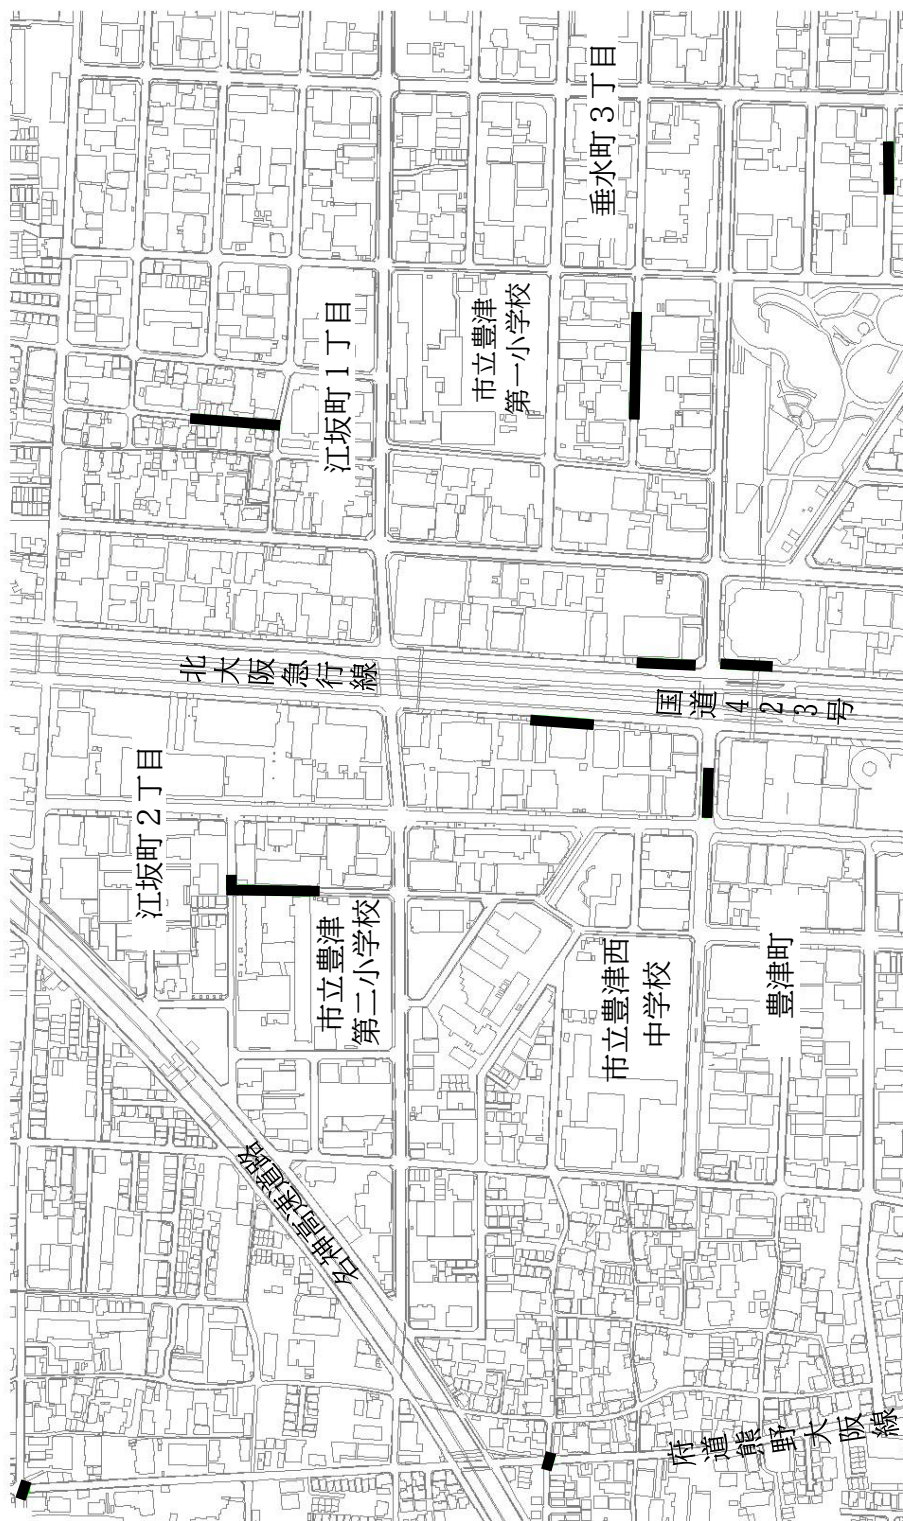 垂水町3丁目
江坂町1丁目
市立豊津
第一小学校
北大阪急行線
国道423号
江坂町2丁目
市立豊津
第二小学校
市立豊津西
中学校
豊津町
名神高速道路
府道熊野大阪線